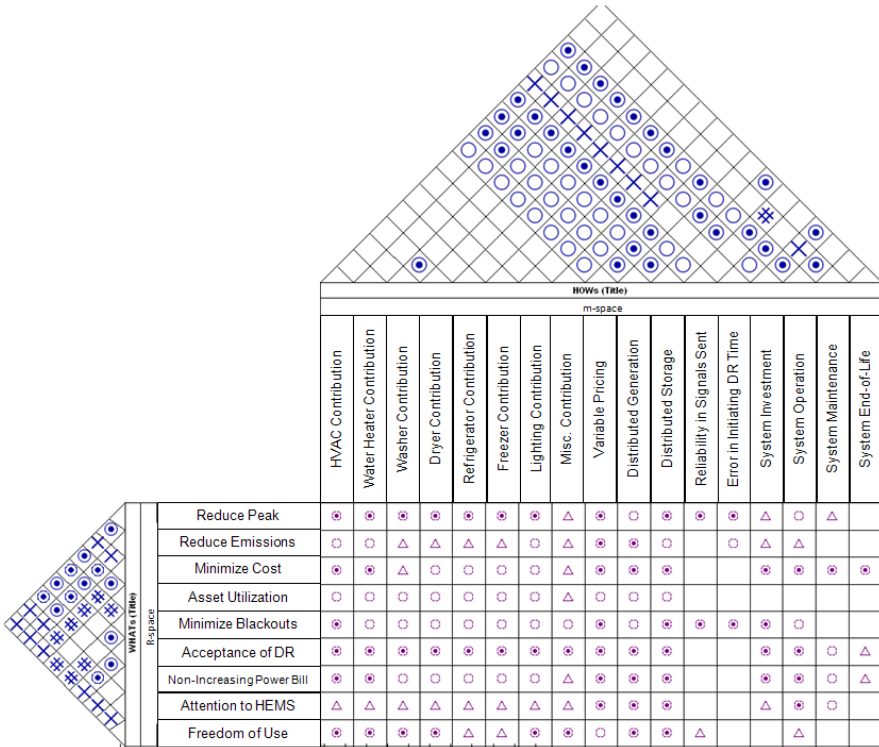 HOWs (Title)
m-space
HVAC Contribution
Water Heater Contribution
Washer Contribution
Dryer Contribution
Refrigerator Contribution
Freezer Contribution
Lighting Contribution
Misc. Contribution
Variable Pricing
Distributed Generation
Distributed Storage
Reliability in Signals Sent
Error in Initiating DR Time
System Investment
System Operation
System Maintenance
System End-of-Life
WHATs (Title)
R-space
Reduce Peak
Reduce Emissions
Minimize Cost
Asset Utilization
Minimize Blackouts
Acceptance of DR
Non-Increasing Power Bill
Attention to HEMS
Freedom of Use